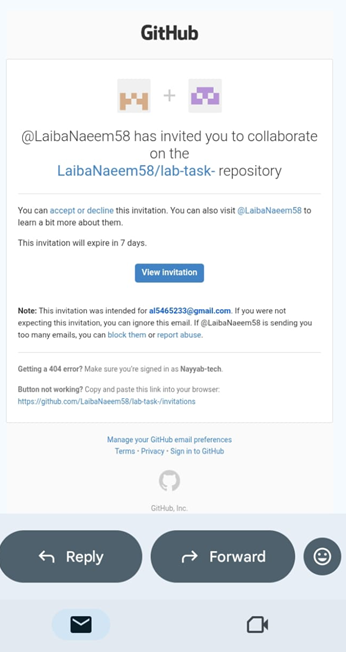 GitHub
+
@LaibaNaeem58 has invited you to collaborate
on the
LaibaNaeem58/lab-task- repository
You can accept or decline this invitation. You can also visit @LaibaNaeem58 to
learn a bit more about them.
This invitation will expire in 7 days.
View invitation
Note: This invitation was intended for al5465233@gmail.com. If you were not
expecting this invitation, you can ignore this email. If @LaibaNaeem58 is sending you
too many emails, you can block them or report abuse.
Getting a 404 error? Make sure you're signed in as Nayyab-tech.
Button not working? Copy and paste this link into your browser:
https://github.com/LaibaNaeem58/lab-task-/invitations
Manage your GitHub email preferences
Terms · Privacy · Sign in to GitHub
GitHub, Inc.
Reply
Forward